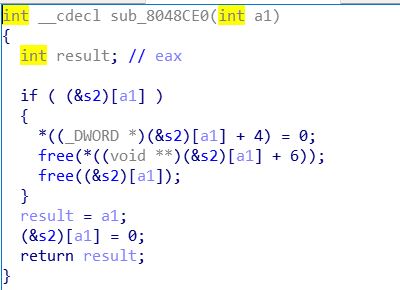 int __cdecl sub_8048CE0(int a1)
{
  int result; // eax

  if ( (&s2)[a1] )
  {
    *((_DWORD *)(&s2)[a1] + 4) = 0;
    free(*((void **)(&s2)[a1] + 6));
    free((&s2)[a1]);
  }
  result = a1;
  (&s2)[a1] = 0;
  return result;
}